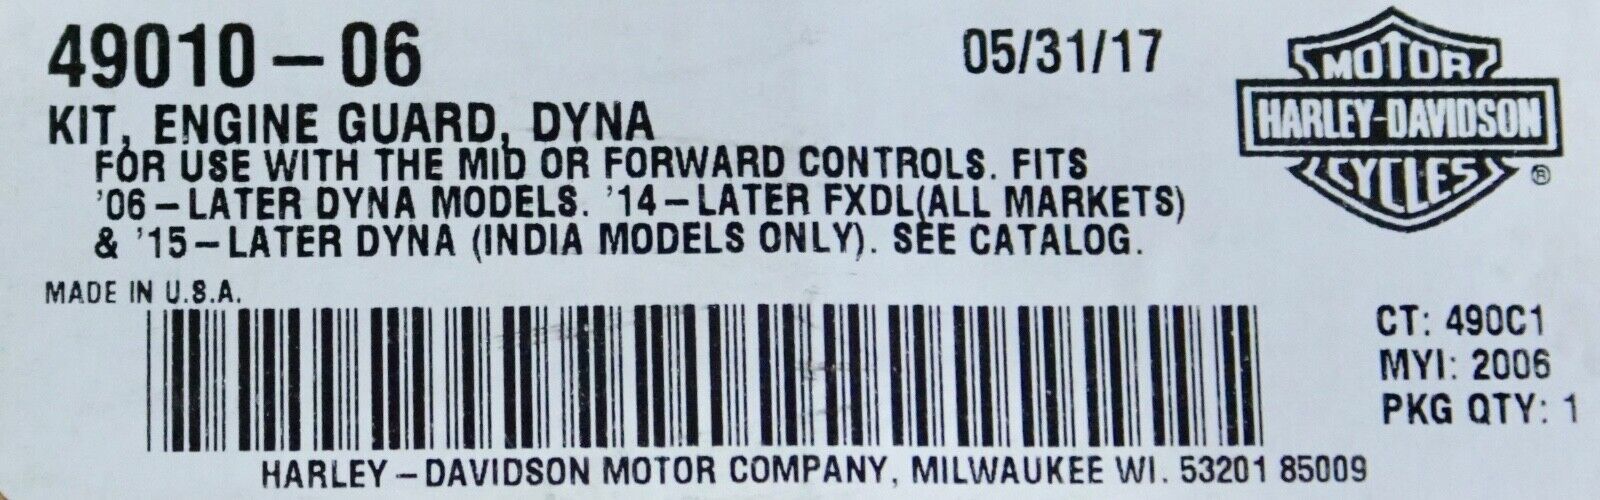 49010-06
05/31/17
MOTOR
HARLEY-DAVIDSON
CYCLES
®
KIT, ENGINE GUARD, DYNA
FOR USE WITH THE MID OR FORWARD CONTROLS. FITS
'06-LATER DYNA MODELS. '14-LATER FXDL(ALL MARKETS)
& '15-LATER DYNA (INDIA MODELS ONLY). SEE CATALOG.
MADE IN U.S.A.
CT: 490C1
MYI: 2006
PKG QTY: 1
HARLEY-DAVIDSON MOTOR COMPANY, MILWAUKEE WI. 53201 85009